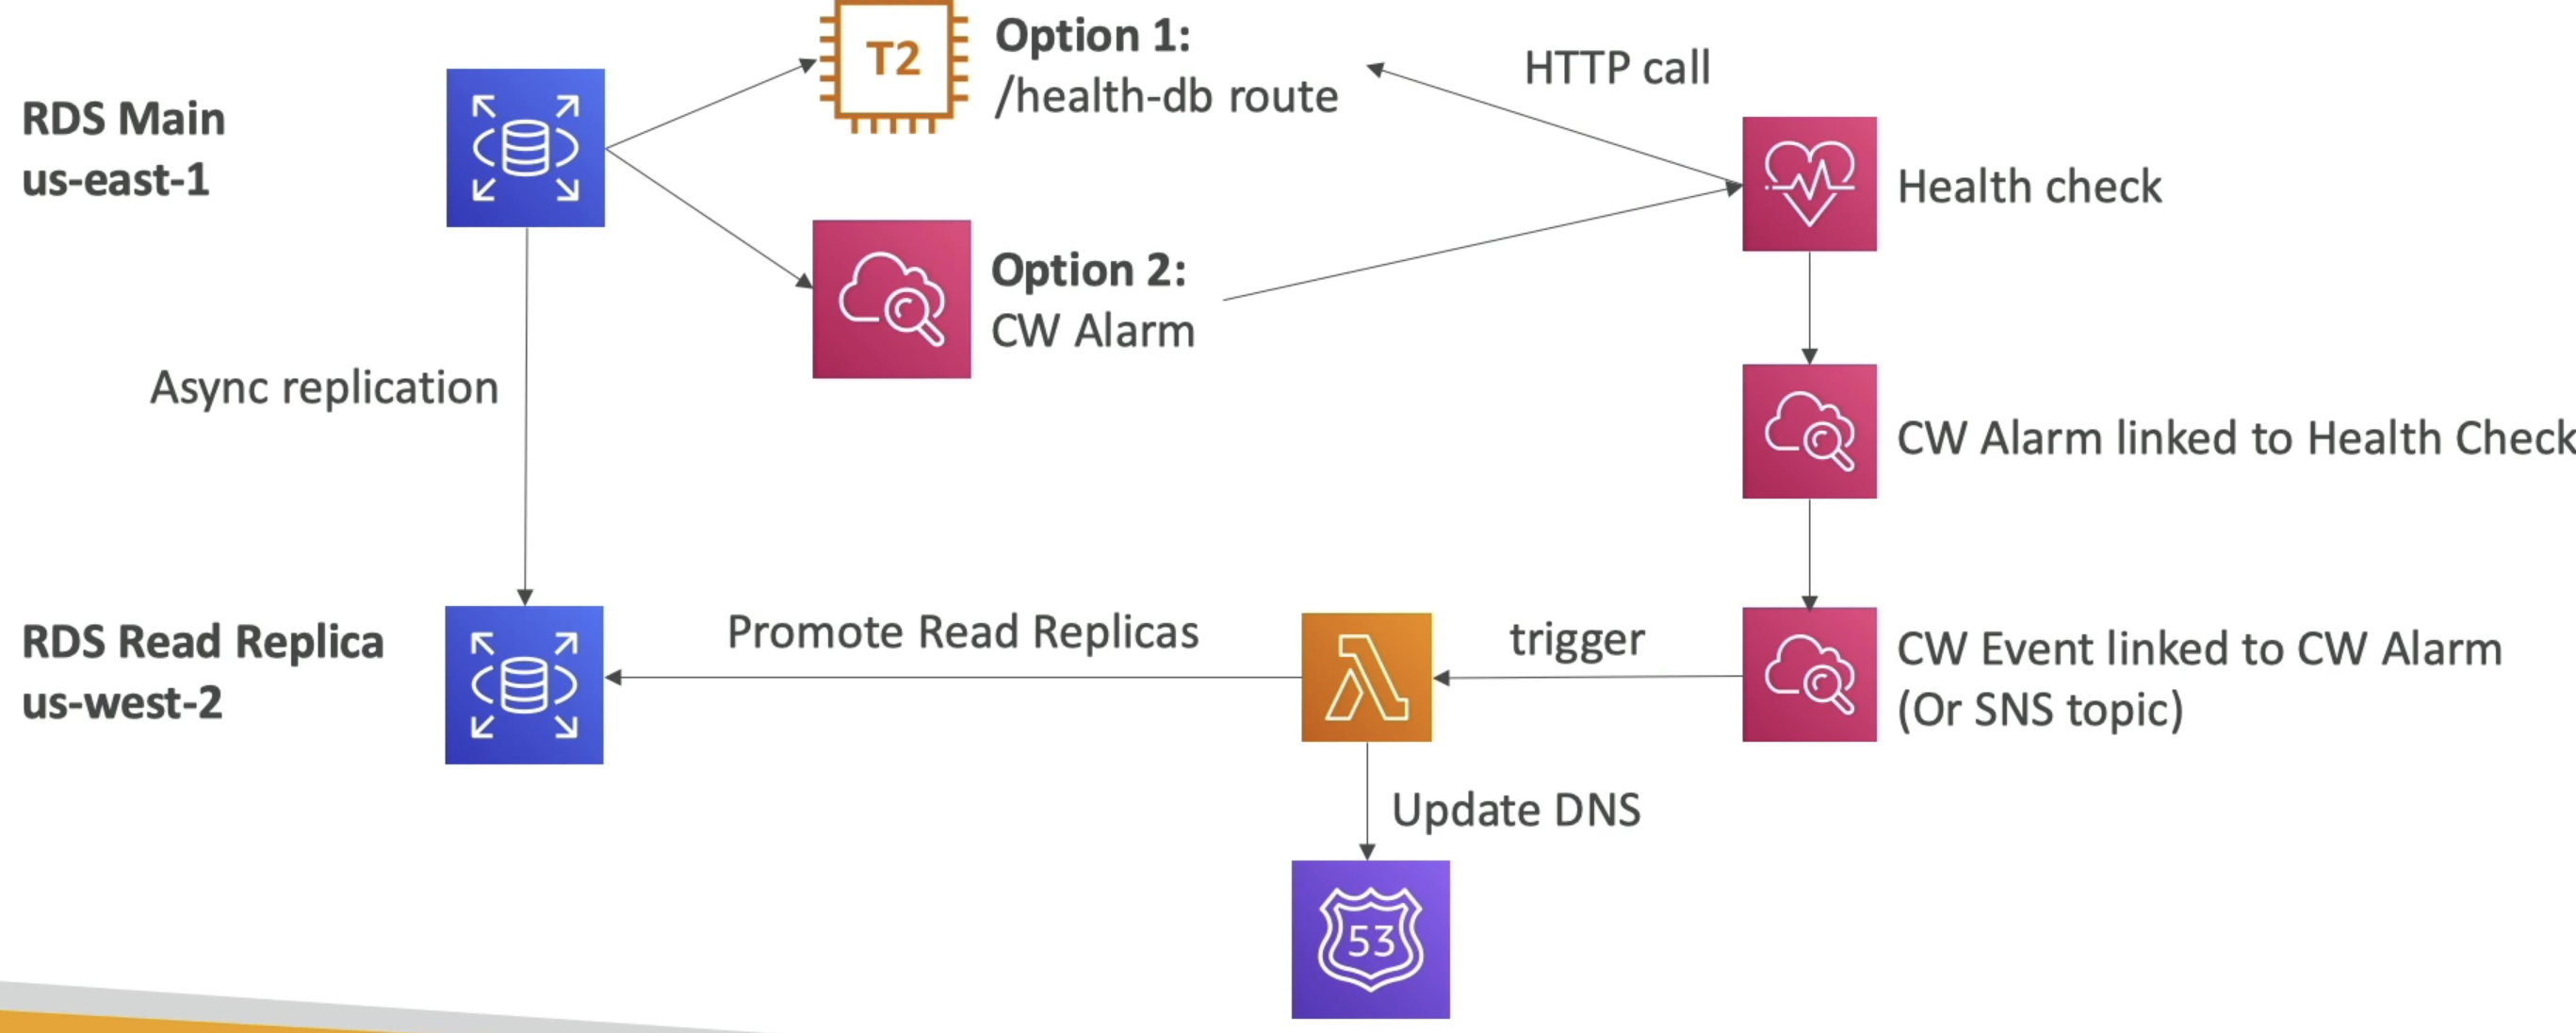 RDS Main
us-east-1
T2
Option 1:
/health-db route
HTTP call
Health check
Option 2:
CW Alarm
Async replication
CW Alarm linked to Health Check
RDS Read Replica
us-west-2
Promote Read Replicas
trigger
CW Event linked to CW Alarm
(Or SNS topic)
Update DNS
53